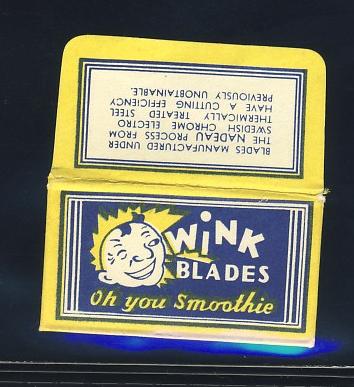 BLADES MANUFACTURED UNDER
THE NADEAU PROCESS FROM
SWEDISH CHROME ELECTRO
THERMICALLY TREATED STEEL
HAVE A CUTTING EFFICIENCY
PREVIOUSLY UNOBTAINABLE.
WiNK
BLADES
Oh you Smoothie